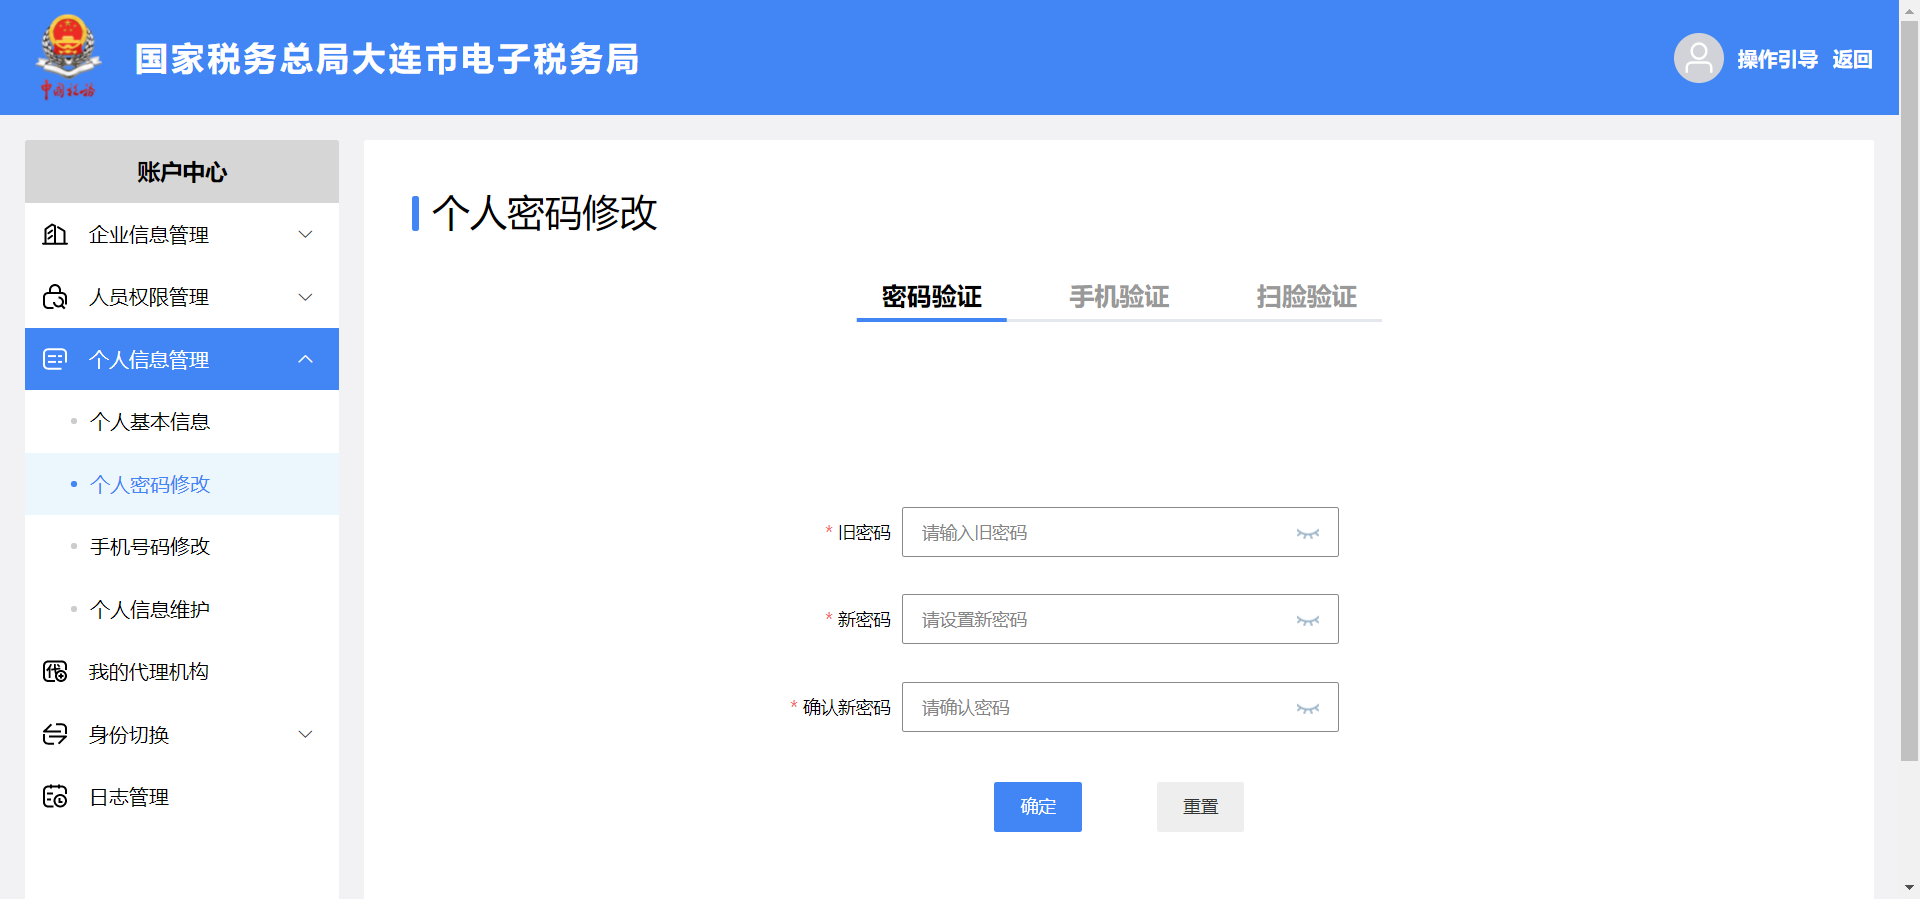 中国税务
国家税务总局大连市电子税务局
操作引导 返回
账户中心
企业信息管理
人员权限管理
个人信息管理
个人基本信息
个人密码修改
手机号码修改
个人信息维护
我的代理机构
身份切换
日志管理
个人密码修改
密码验证 手机验证 扫脸验证
* 旧密码 请输入旧密码
* 新密码 请设置新密码
* 确认新密码 请确认密码
确定 重置